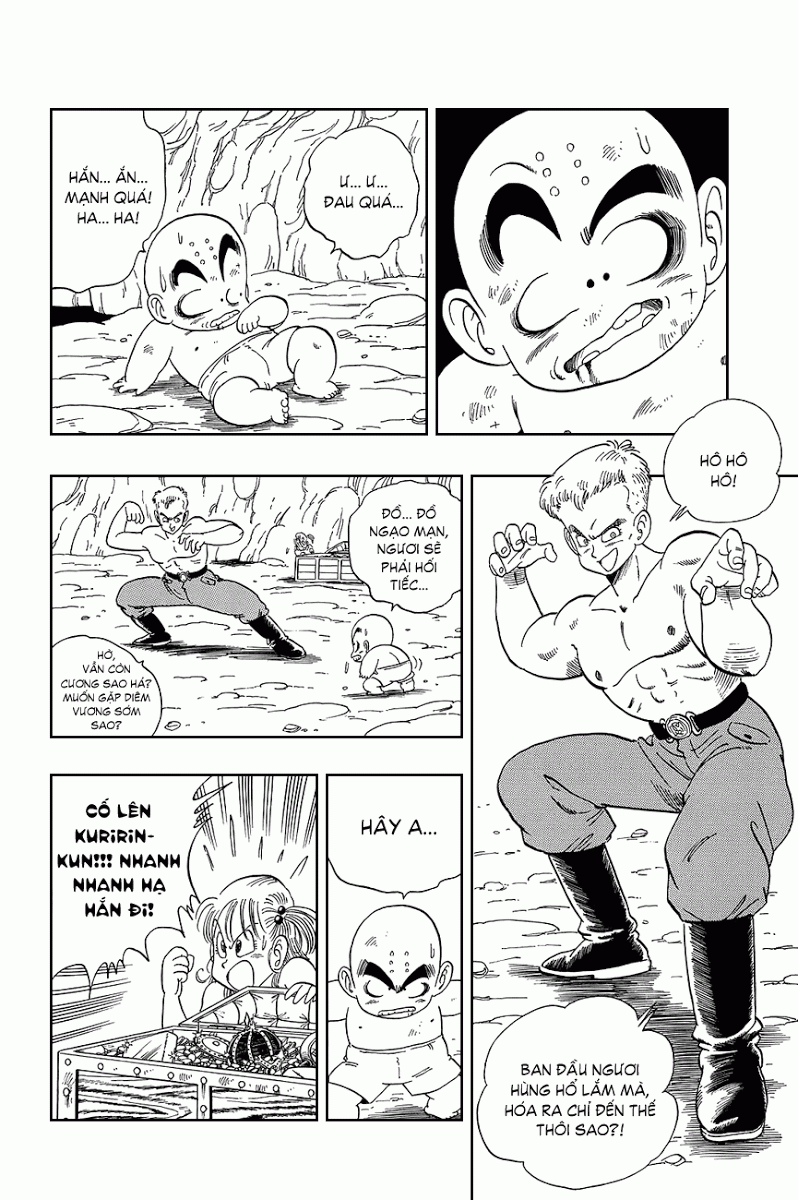 HẮN... ẮN...
MẠNH QUÁ!
HA... HA!
Ư... Ư...
ĐAU QUÁ...
ĐỒ... ĐỒ
NGẠO MẠN,
NGƯƠI SẼ
PHẢI HỐI
TIẾC...
HỜ,
VẪN CÒN
CƯƠNG SAO HẢ?
MUỐN GẶP DIÊM
VƯƠNG SỚM
SAO?
HÔ HÔ
HÔ!
BAN ĐẦU NGƯƠI
HÙNG HỔ LẮM MÀ,
HÓA RA CHỈ ĐẾN THẾ
THÔI SAO?!
CỐ LÊN
KURIRIN-
KUN!!! NHANH
NHANH HẠ
HẮN ĐI!
HÂY A...